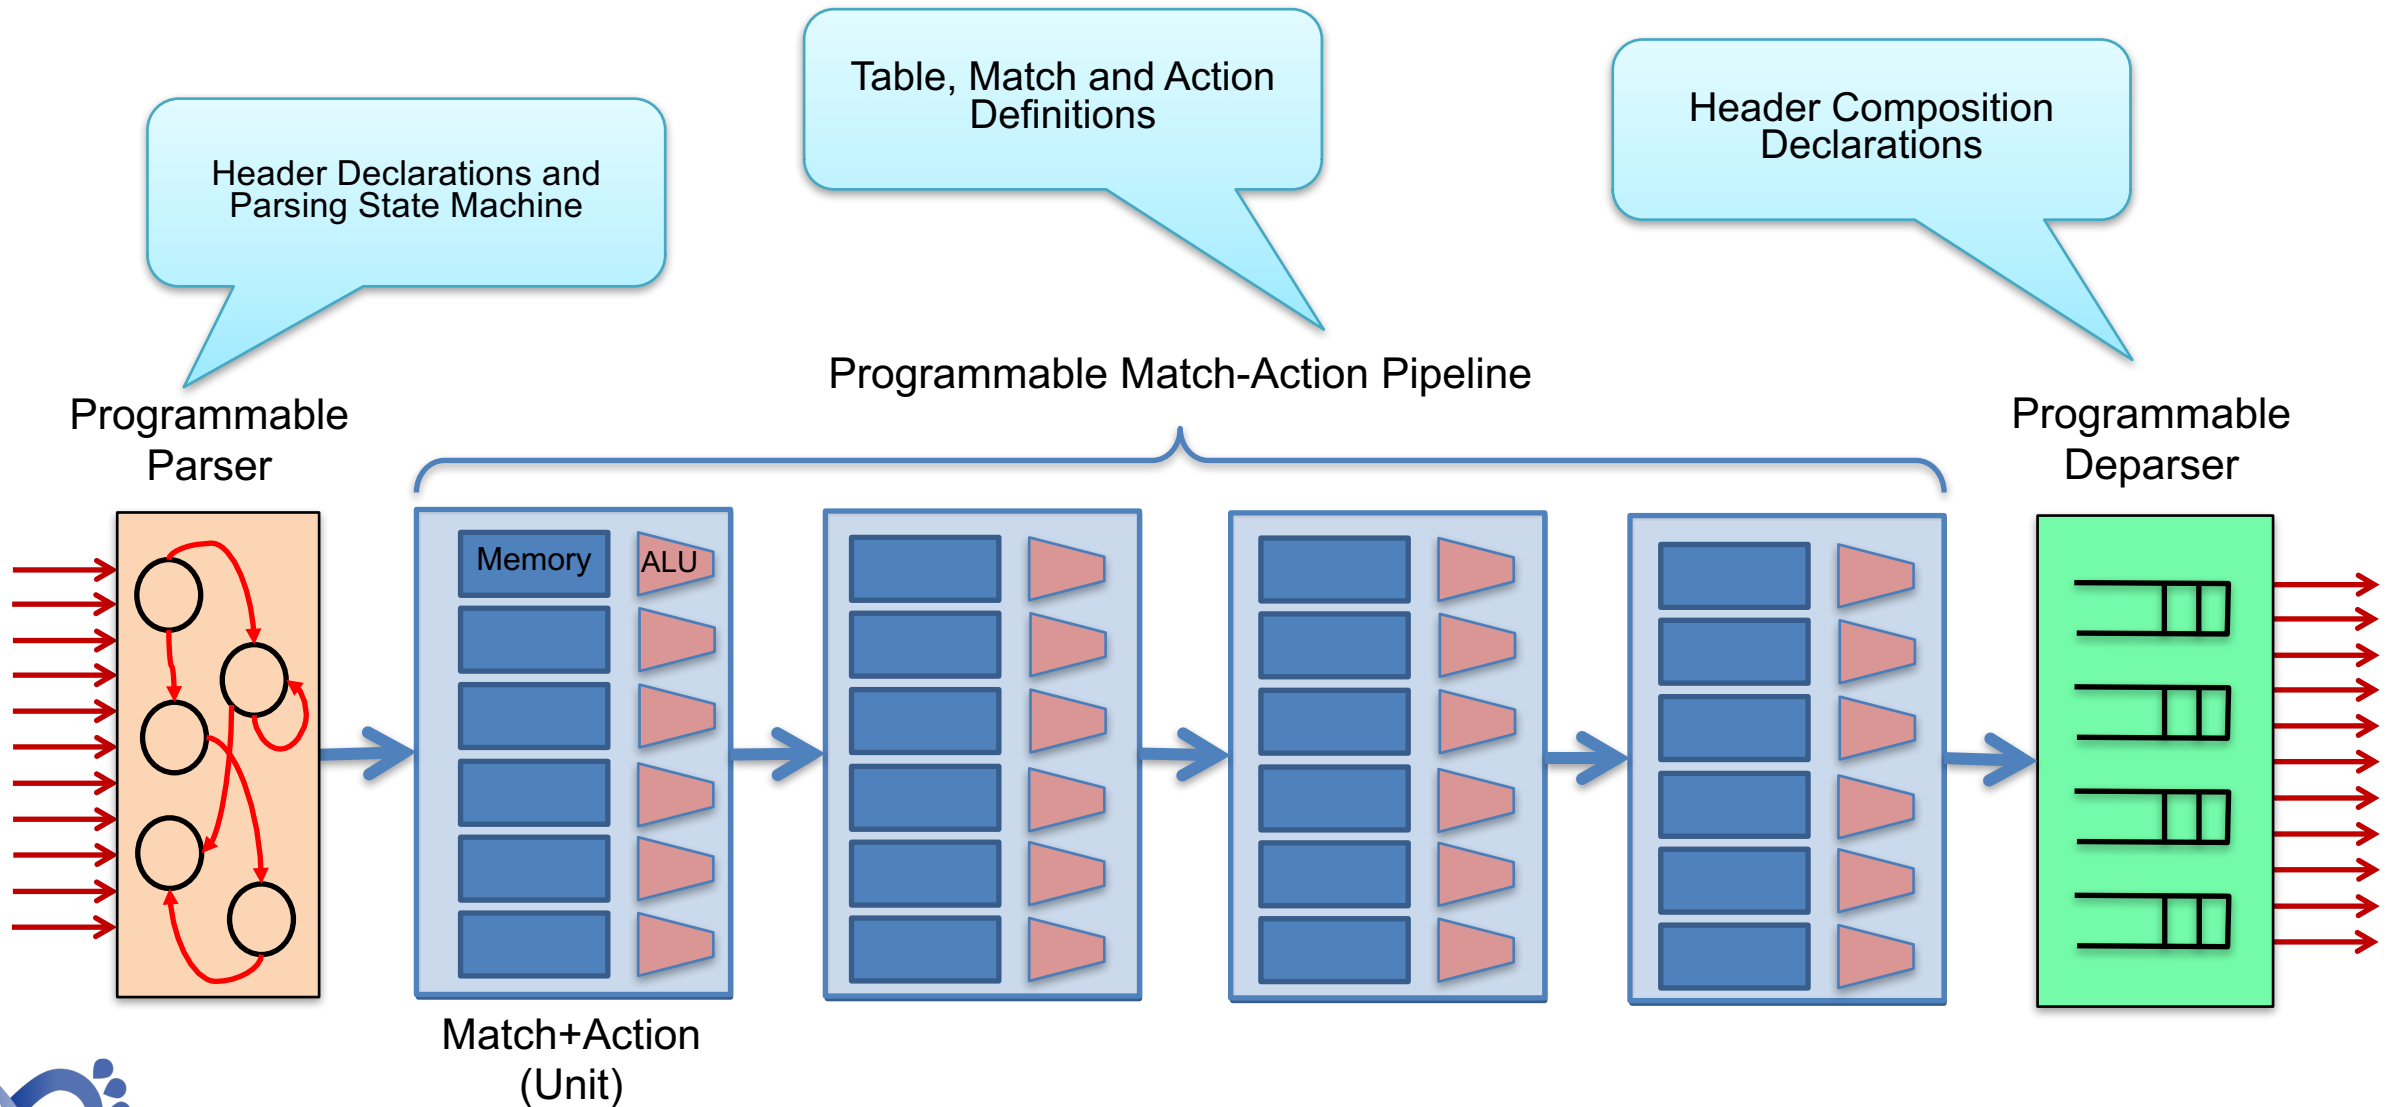 Header Declarations and
Parsing State Machine
Table, Match and Action
Definitions
Header Composition
Declarations
Programmable Match-Action Pipeline
Programmable
Parser
Programmable
Deparser
Memory
ALU
Match+Action
(Unit)